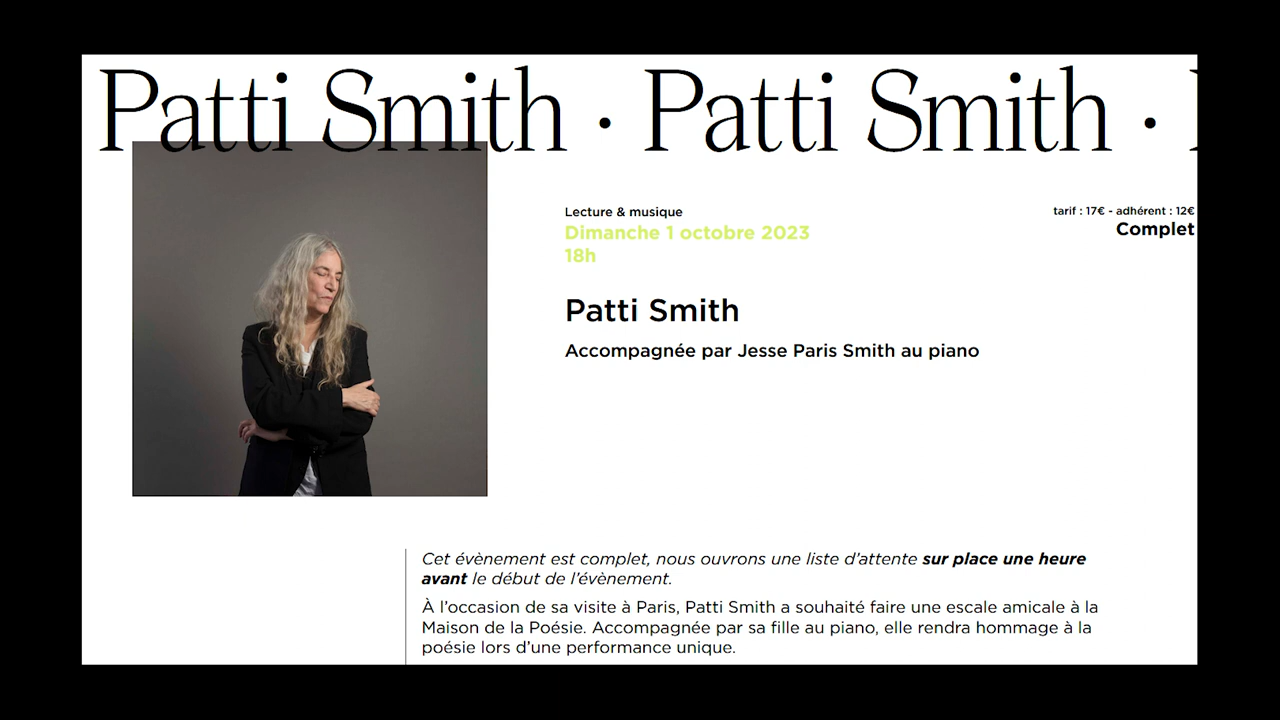 Patti Smith · Patti Smith ·
Lecture & musique
tarif : 17€ - adhérent : 12€
Dimanche 1 octobre 2023
Complet
18h
Patti Smith
Accompagnée par Jesse Paris Smith au piano
Cet évènement est complet, nous ouvrons une liste d’attente sur place une heure
avant le début de l’évènement.
À l’occasion de sa visite à Paris, Patti Smith a souhaité faire une escale amicale à la
Maison de la Poésie. Accompagnée par sa fille au piano, elle rendra hommage à la
poésie lors d’une performance unique.